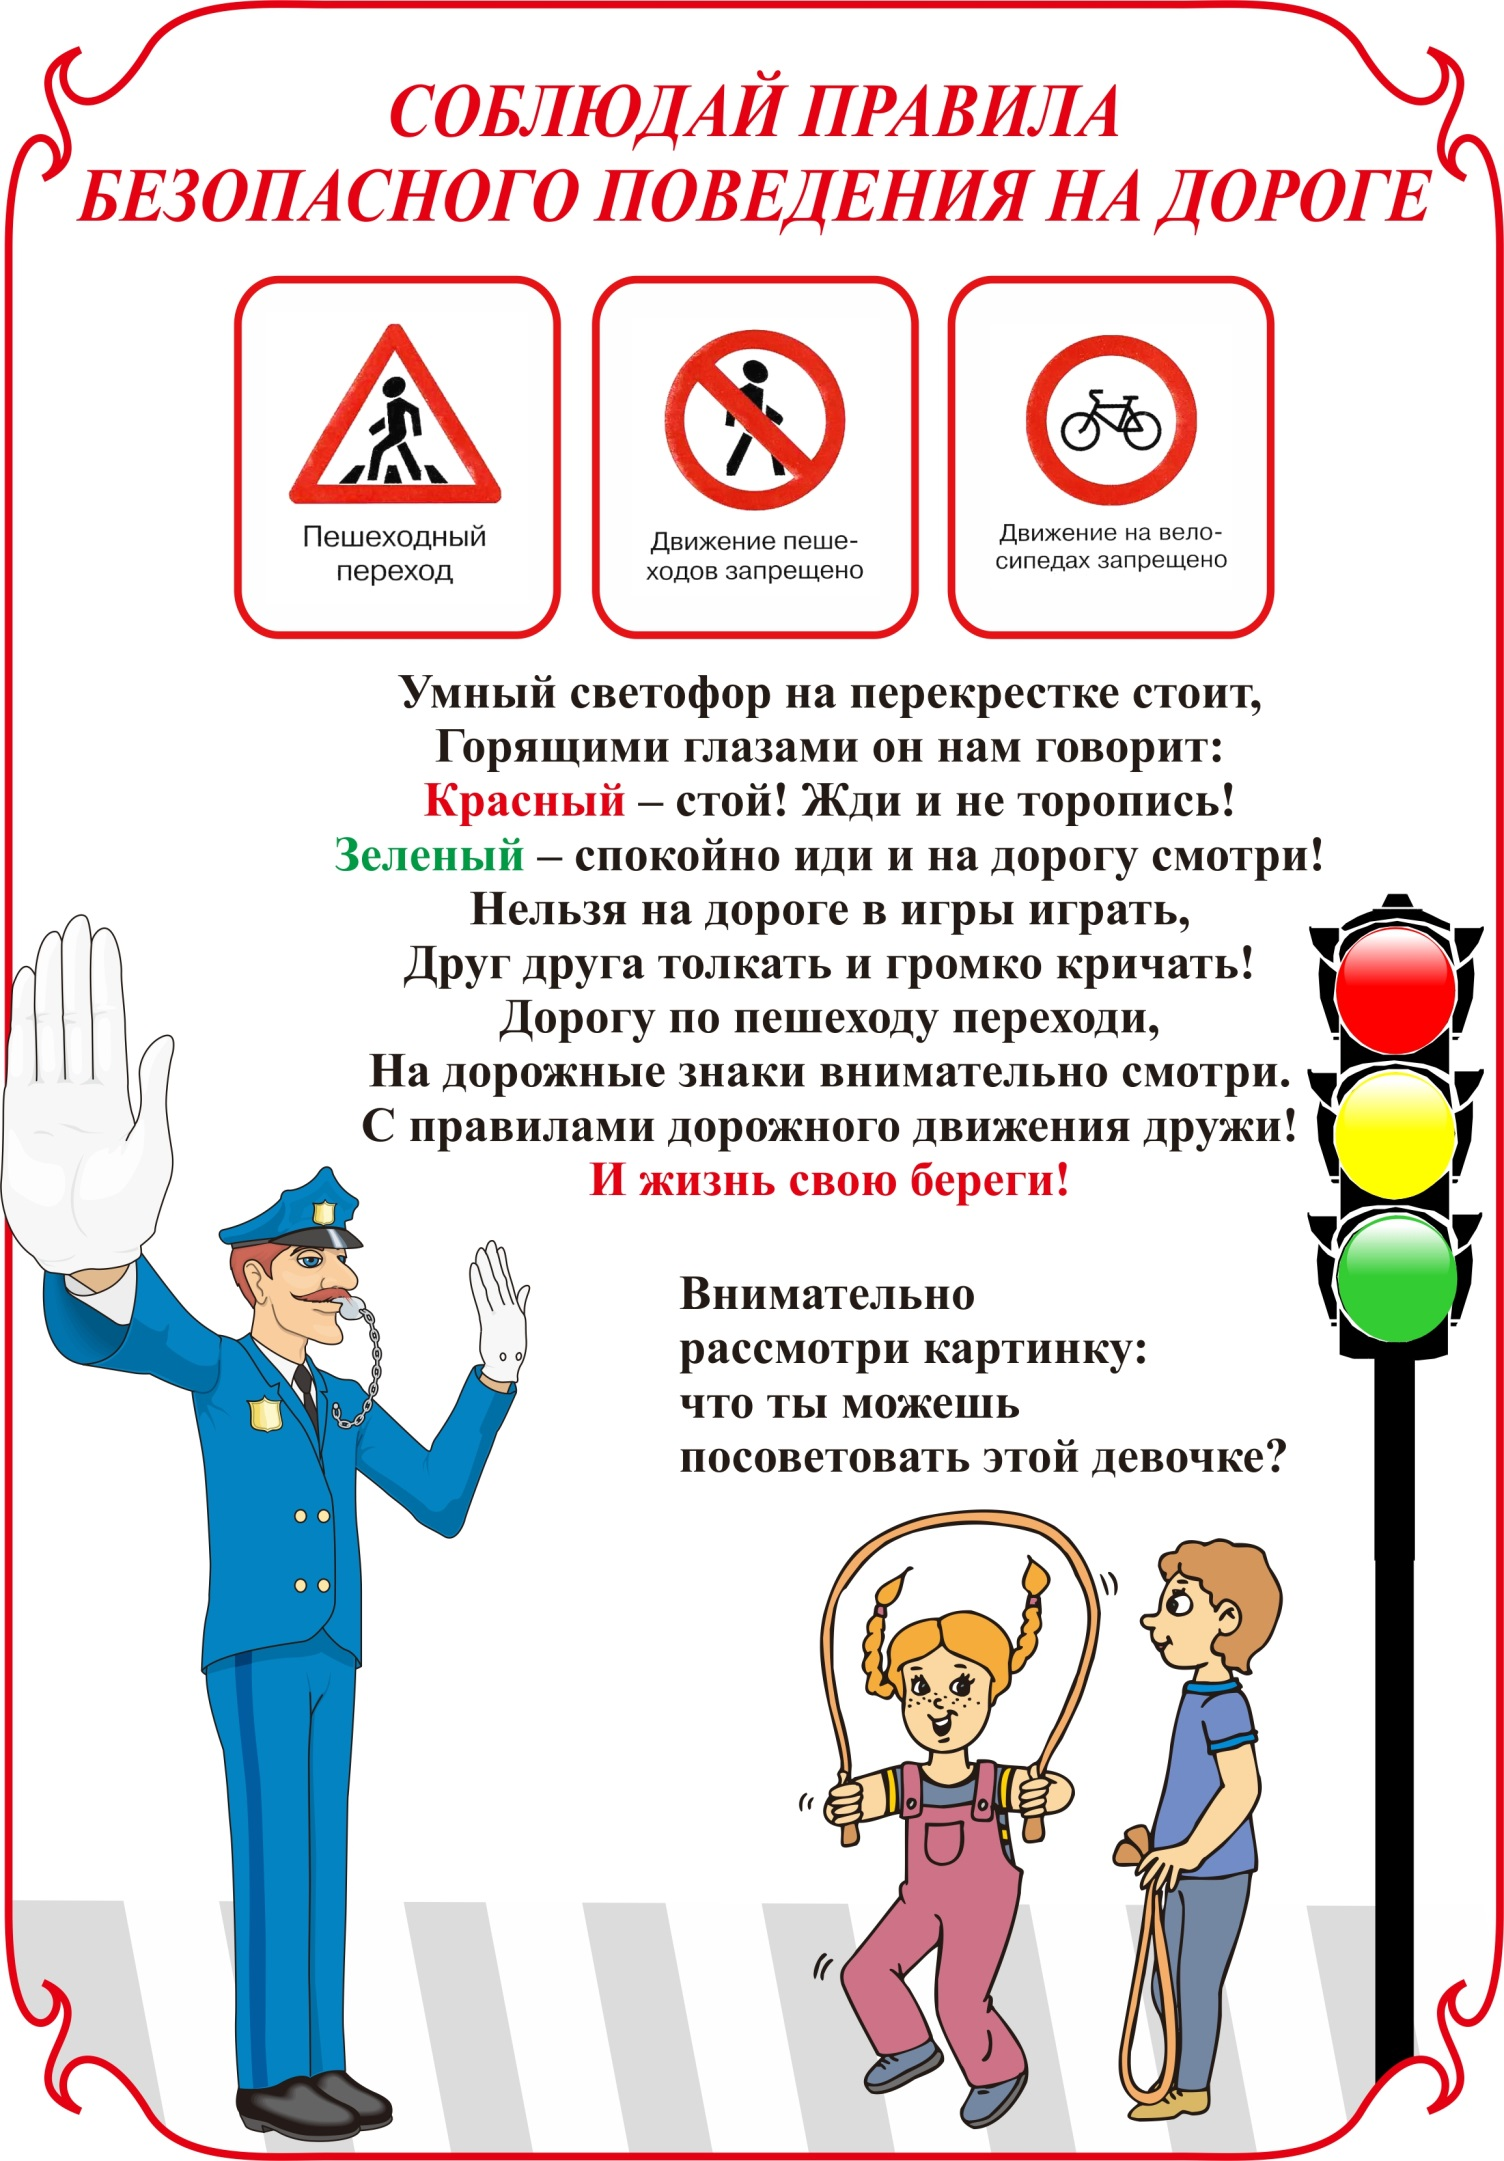 СОБЛЮДАЙ ПРАВИЛА
БЕЗОПАСНОГО ПОВЕДЕНИЯ НА ДОРОГЕ
Пешеходный
переход
Движение пеше-
ходов запрещено
Движение на вело-
сипедах запрещено
Умный светофор на перекрестке стоит,
Горящими глазами он нам говорит:
Красный – стой! Жди и не торопись!
Зеленый – спокойно иди и на дорогу смотри!
Нельзя на дороге в игры играть,
Друг друга толкать и громко кричать!
Дорогу по пешеходу переходи,
На дорожные знаки внимательно смотри.
С правилами дорожного движения дружи!
И жизнь свою береги!
Внимательно
рассмотри картинку:
что ты можешь
посоветовать этой девочке?